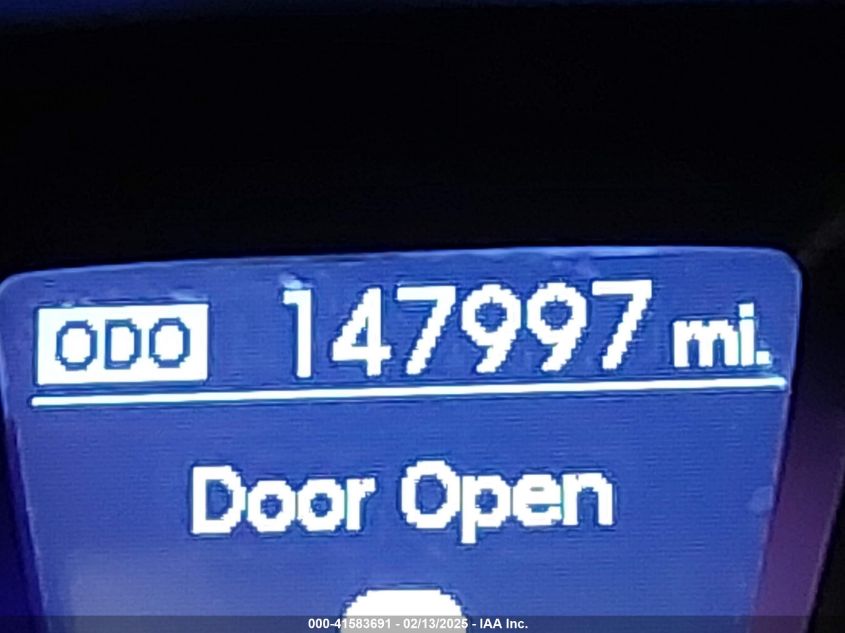 ODO 147997 mi.
Door Open
000-41583691 - 02/13/2025 - IAA Inc.